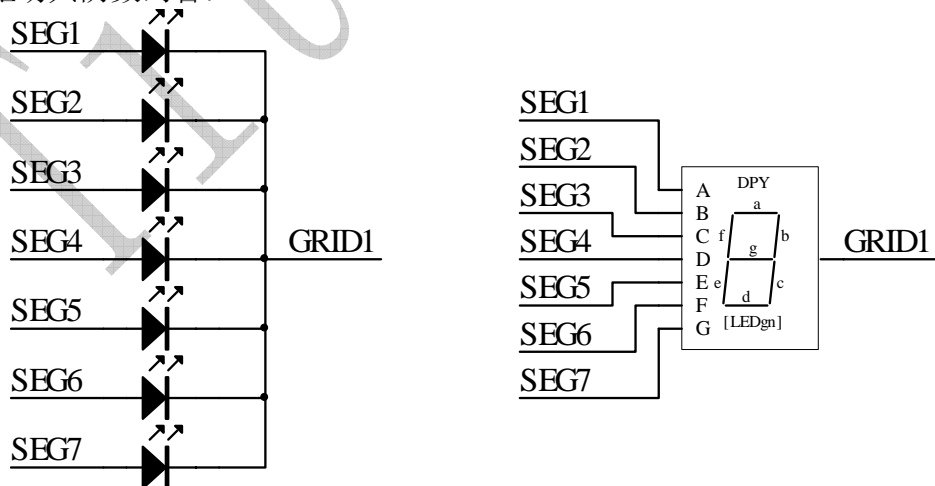 SEG1
SEG2
SEG3
SEG4
SEG5
SEG6
SEG7
GRID1
SEG1
SEG2
SEG3
SEG4
SEG5
SEG6
SEG7
DPY
A
B
C
D
E
F
G
a
f b
g
e c
d
[LEDgn]
GRID1